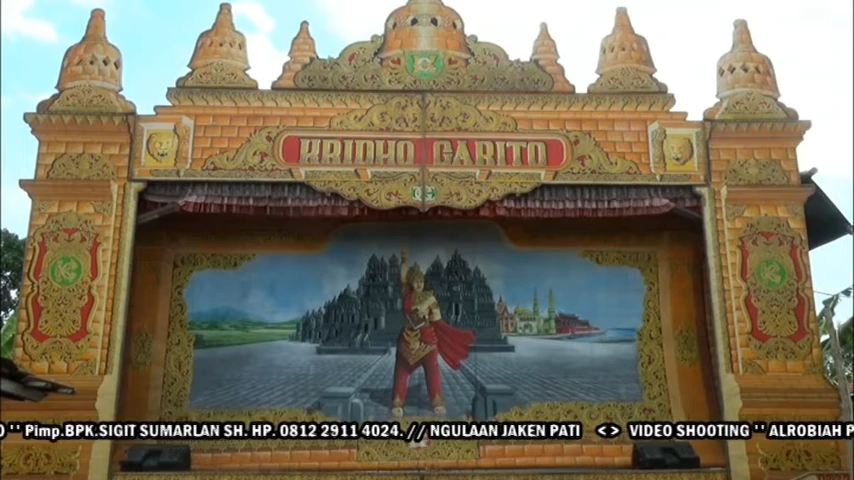 KRIDHO CARITO
K
K K
O '' Pimp.BPK.SIGIT SUMARLAN SH. HP. 0812 2911 4024. // NGULAAN JAKEN PATI <> VIDEO SHOOTING '' ALROBIAH P